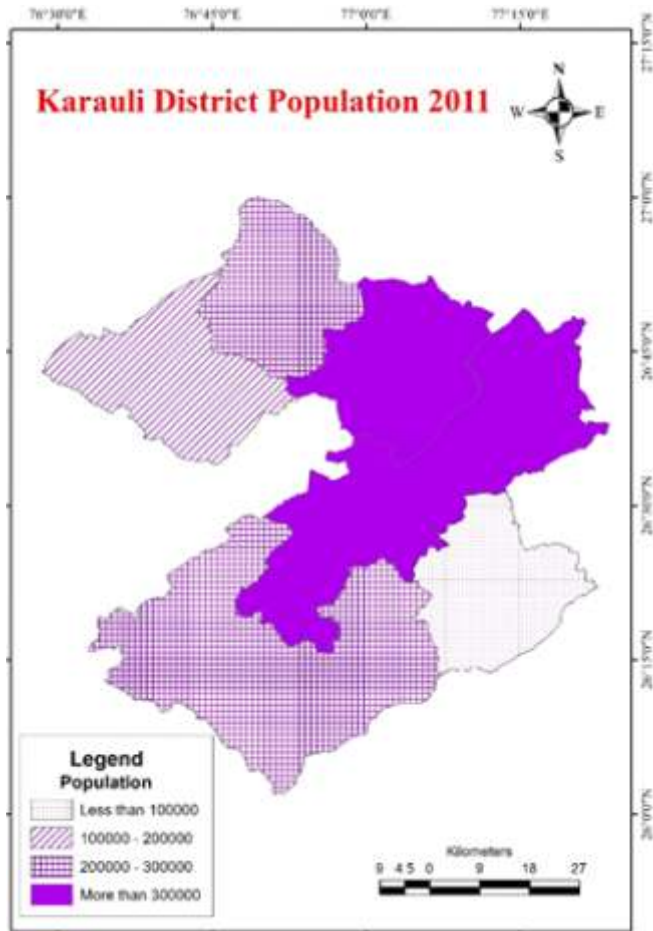 76°30'0"E 76°45'0"E 77°0'0"E 77°15'0"E
27°15'0"N
Karauli District Population 2011
N
W E
S
27°0'0"N
26°45'0"N
26°30'0"N
26°15'0"N
26°0'0"N
Legend
Population
Less than 100000
100000 - 200000
200000 - 300000
More than 300000
Kilometers
9 4.5 0 9 18 27